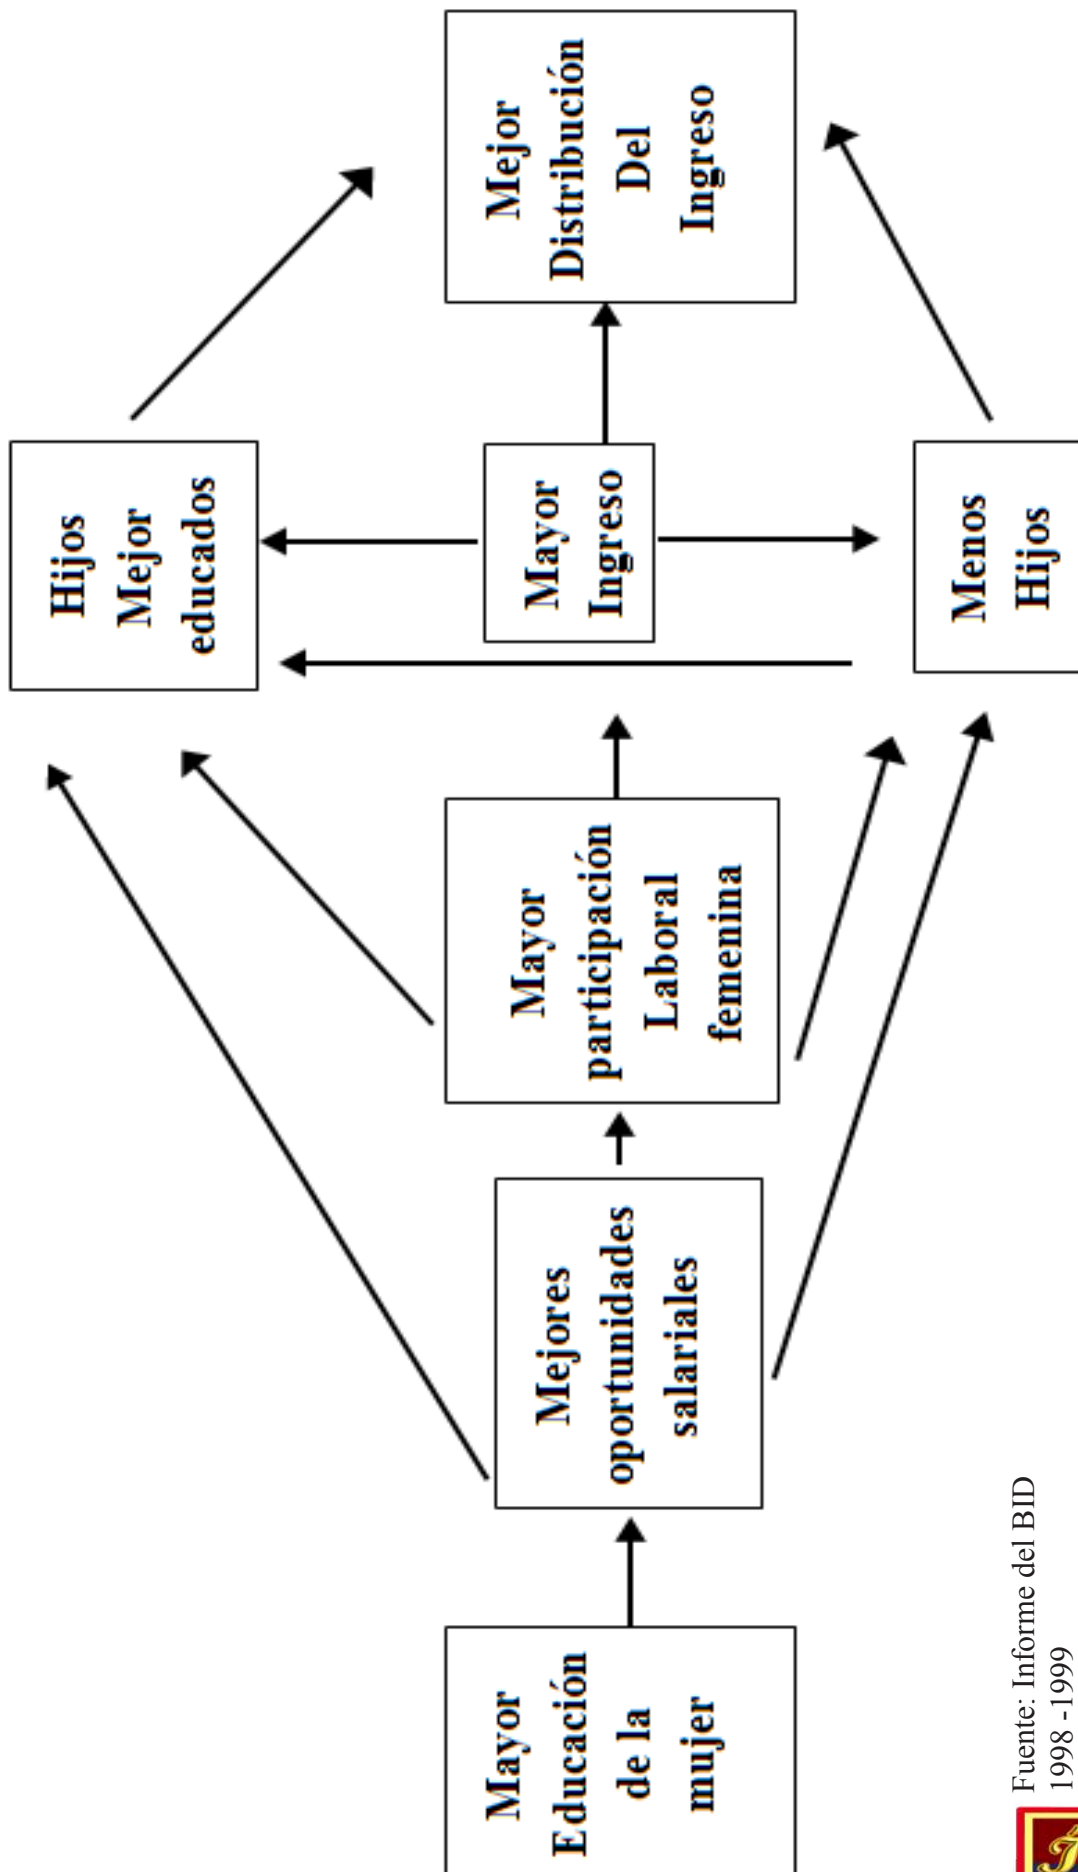 Mayor
Educación
de la
mujer
Mejores
oportunidades
salariales
Mayor
participación
Laboral
femenina
Hijos
Mejor
educados
Mayor
Ingreso
Menos
Hijos
Mejor
Distribución
Del
Ingreso
Fuente: Informe del BID
1998 -1999